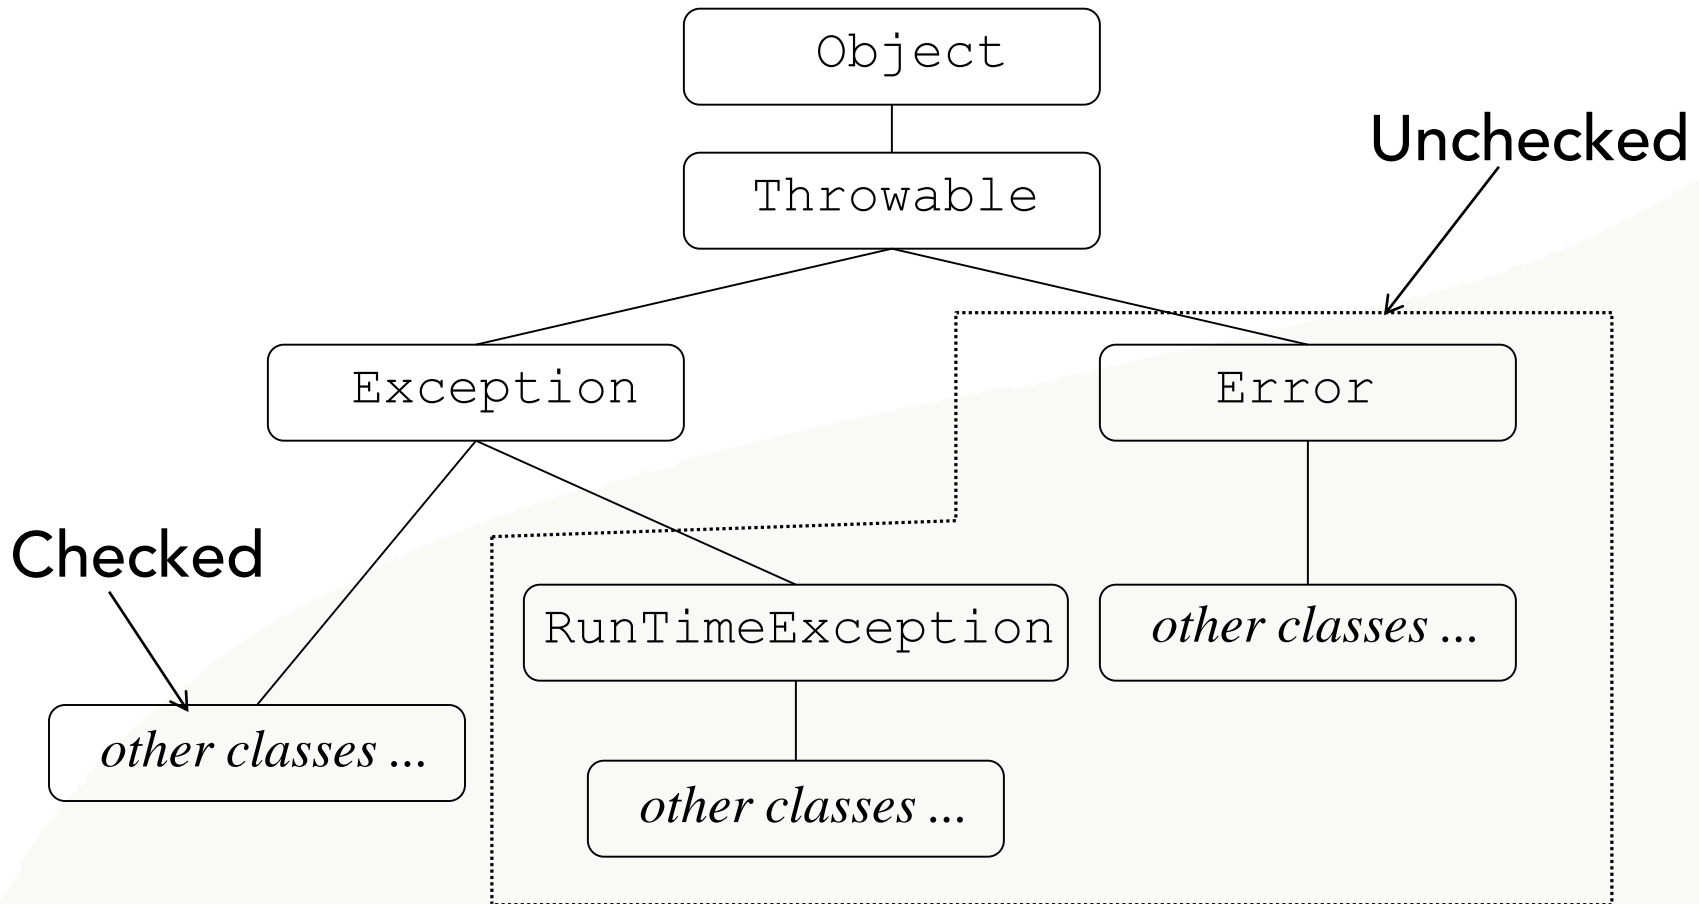 Object
Unchecked
Throwable
Exception
Error
Checked
RunTimeException
other classes ...
other classes ...
other classes ...